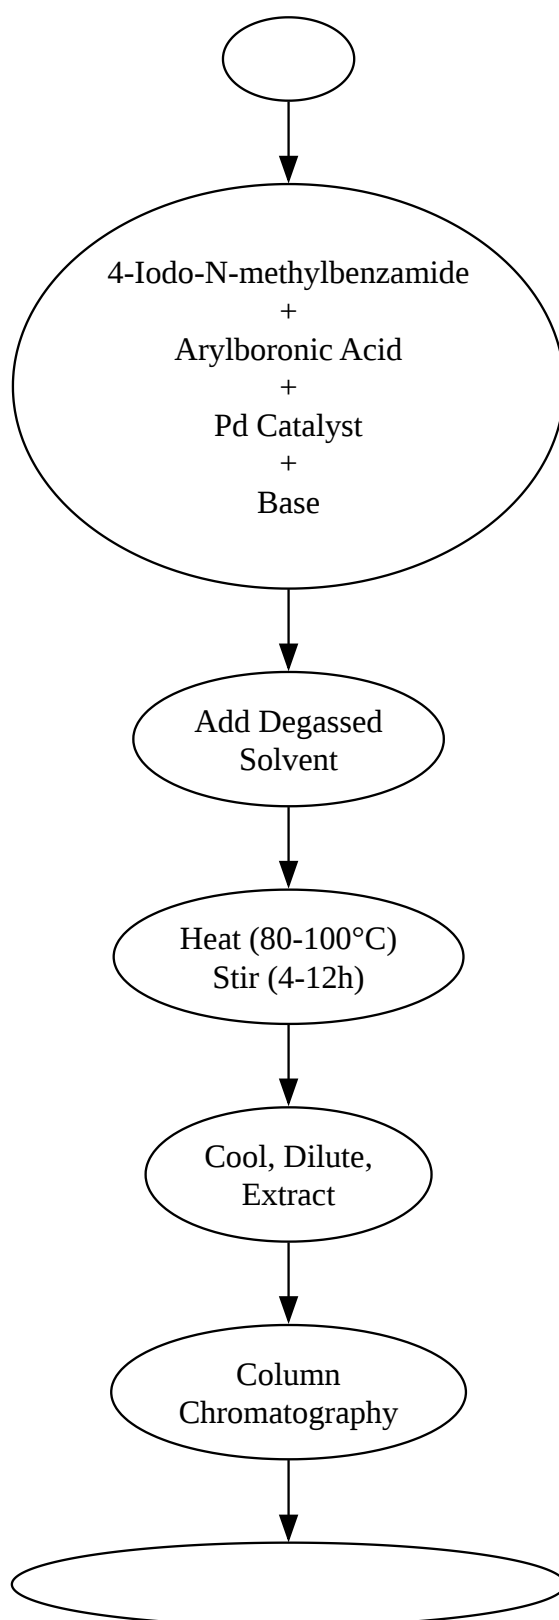 4-Iodo-N-methylbenzamide
+
Arylboronic Acid
+
Pd Catalyst
+
Base
Add Degassed
Solvent
Heat (80-100°C)
Stir (4-12h)
Cool, Dilute,
Extract
Column
Chromatography